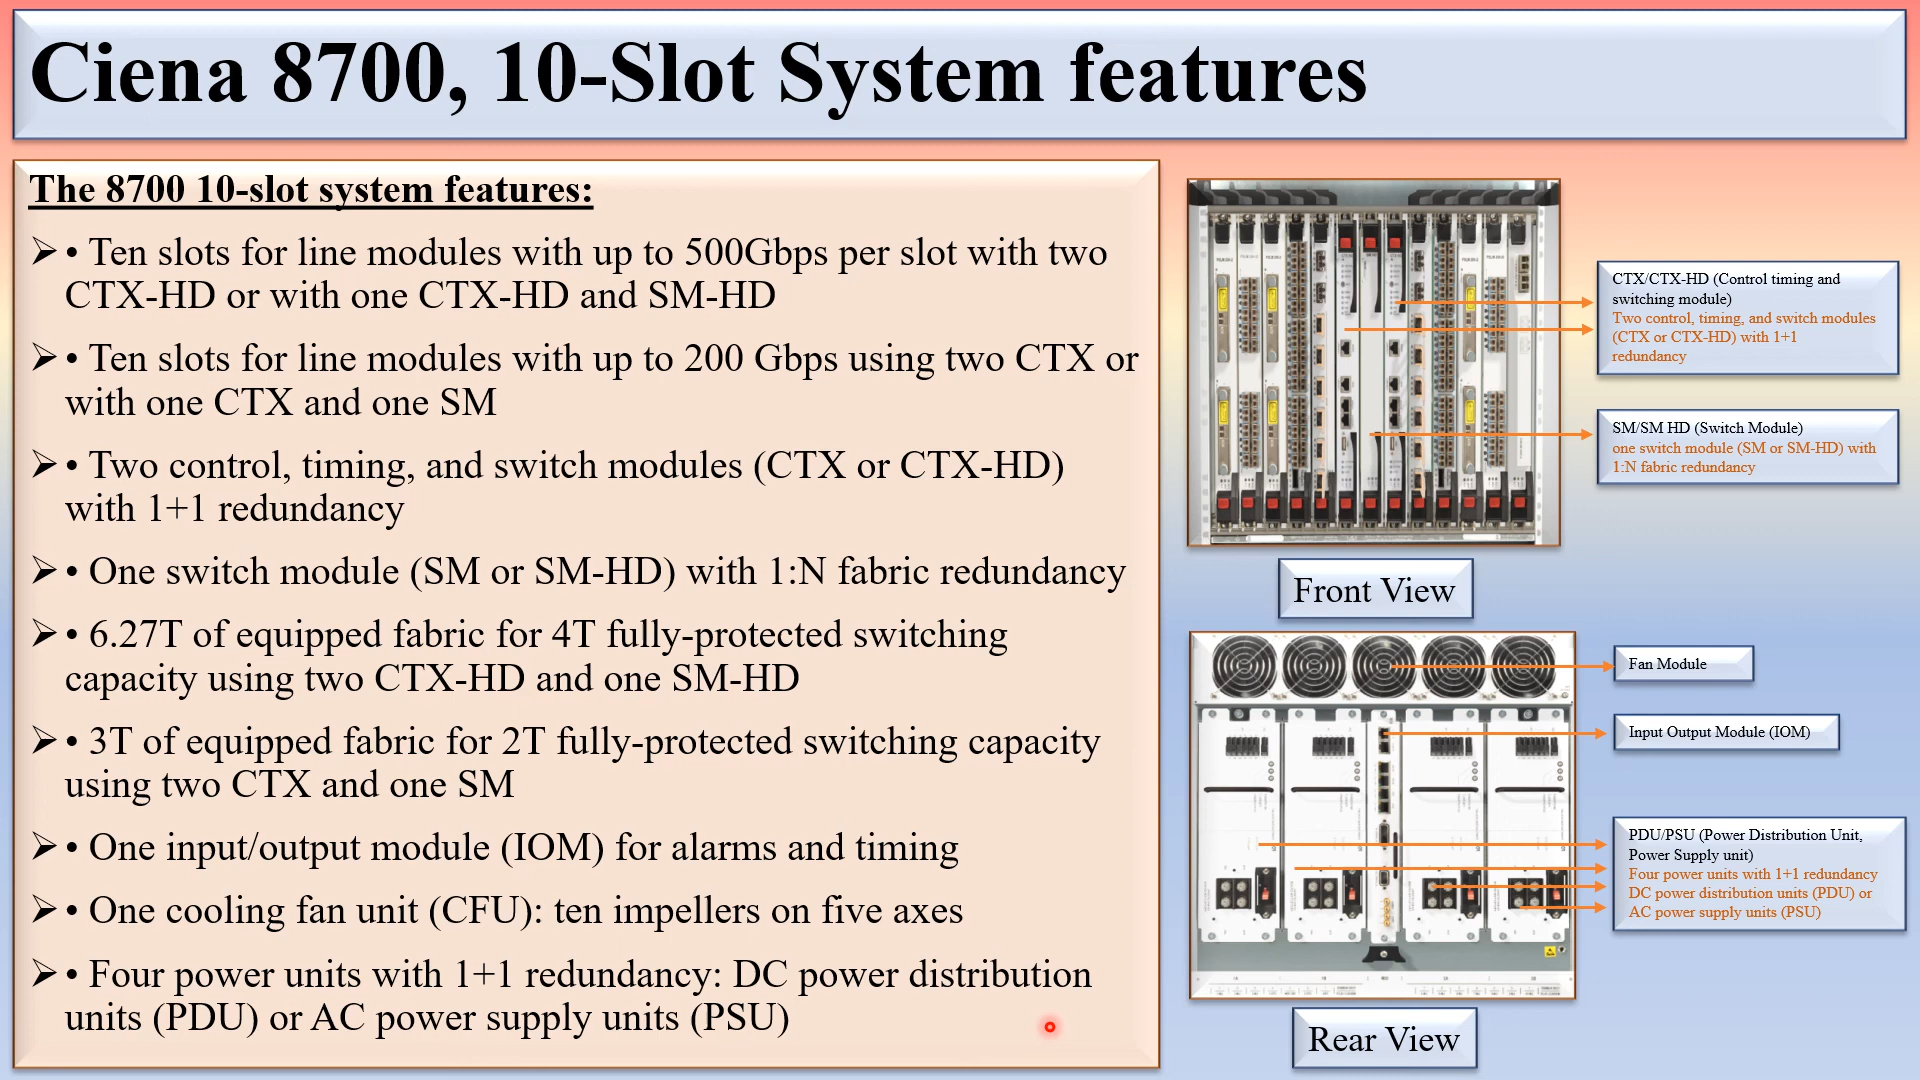 Ciena 8700, 10-Slot System features
The 8700 10-slot system features:
➢• Ten slots for line modules with up to 500Gbps per slot with two
CTX-HD or with one CTX-HD and SM-HD
➢• Ten slots for line modules with up to 200 Gbps using two CTX or
with one CTX and one SM
➢• Two control, timing, and switch modules (CTX or CTX-HD)
with 1+1 redundancy
➢• One switch module (SM or SM-HD) with 1:N fabric redundancy
➢• 6.27T of equipped fabric for 4T fully-protected switching
capacity using two CTX-HD and one SM-HD
➢• 3T of equipped fabric for 2T fully-protected switching capacity
using two CTX and one SM
➢• One input/output module (IOM) for alarms and timing
➢• One cooling fan unit (CFU): ten impellers on five axes
➢• Four power units with 1+1 redundancy: DC power distribution
units (PDU) or AC power supply units (PSU)
CTX/CTX-HD (Control timing and
switching module)
Two control, timing, and switch modules
(CTX or CTX-HD) with 1+1
redundancy
SM/SM HD (Switch Module)
one switch module (SM or SM-HD) with
1:N fabric redundancy
Front View
Fan Module
Input Output Module (IOM)
PDU/PSU (Power Distribution Unit,
Power Supply unit)
Four power units with 1+1 redundancy
DC power distribution units (PDU) or
AC power supply units (PSU)
Rear View